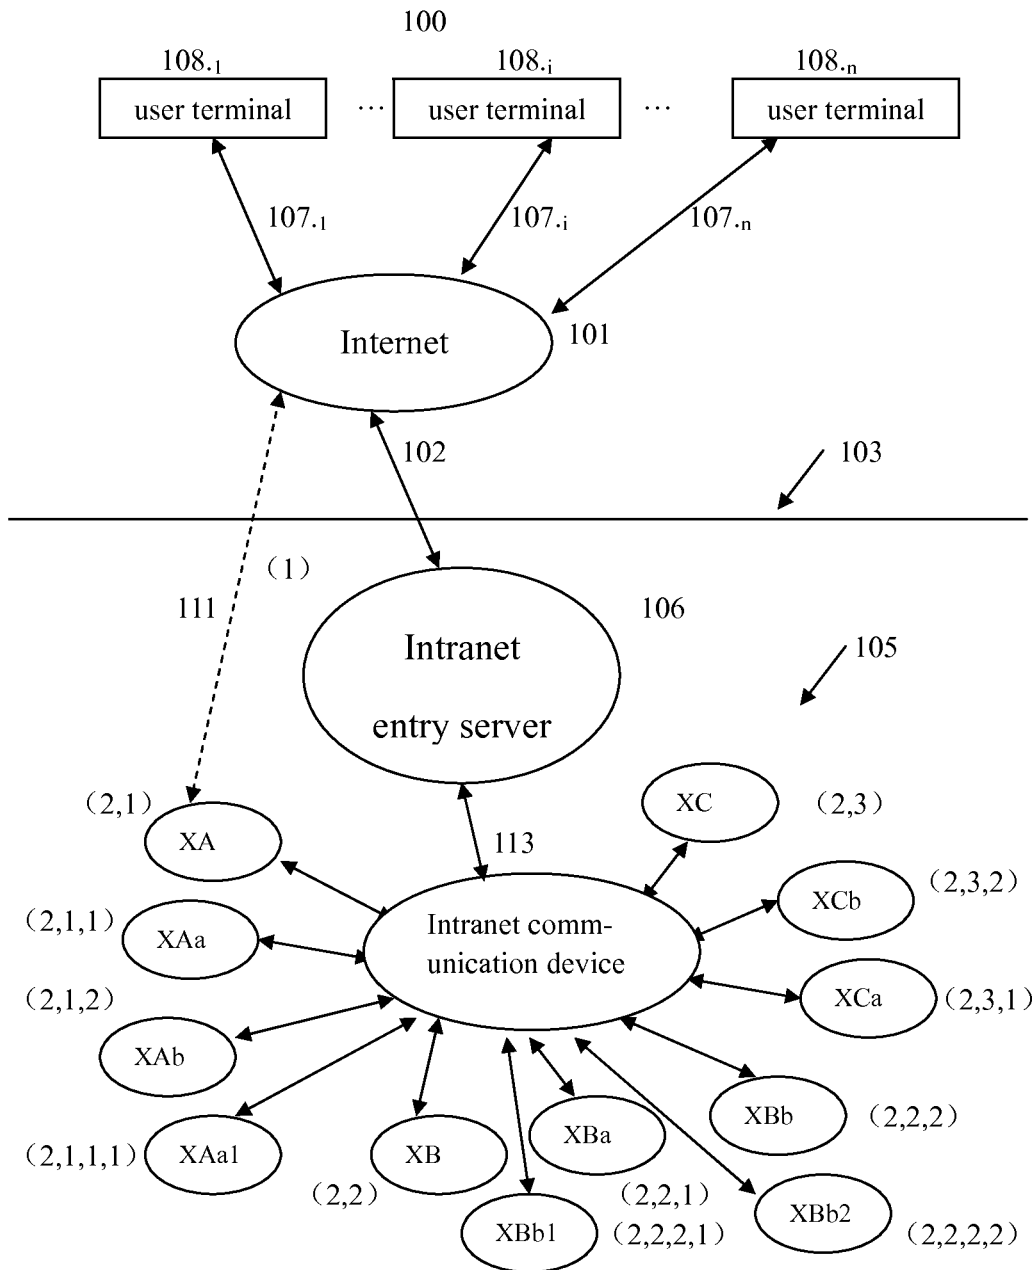 100
108.1 108.i 108.n
user terminal … user terminal … user terminal
107.1 107.i 107.n
Internet 101
102 103
(1)
111 106
Intranet
105
entry server
(2,1) XC (2,3)
XA 113
XCb (2,3,2)
(2,1,1) XAa Intranet comm-
unication device
(2,1,2) XCa (2,3,1)
XAb
XBb (2,2,2)
(2,1,1,1) XAa1 XB XBa
(2,2) (2,2,1)
XBb1 (2,2,2,1) XBb2 (2,2,2,2)